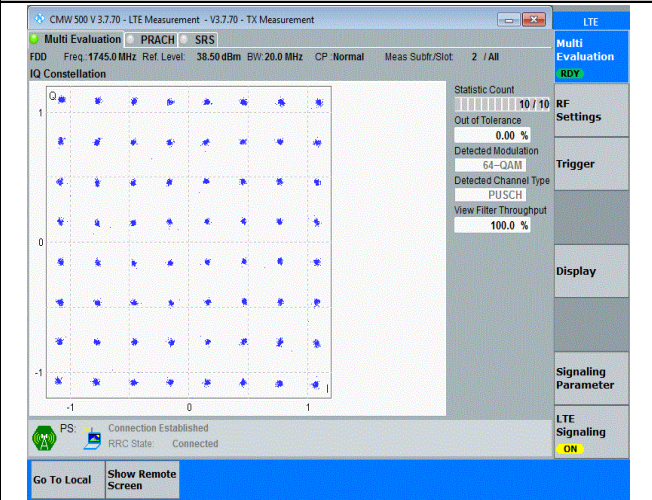 CMW 500 V 3.7.70 - LTE Measurement - V3.7.70 - TX Measurement
LTE
Multi Evaluation PRACH SRS
Multi
Evaluation
RDY
FDD Freq.:1745.0 MHz Ref. Level: 38.50 dBm BW:20.0 MHz CP :Normal Meas Subfr./Slot: 2 / All
IQ Constellation
Q
I
1
0
-1
-1
0
1
Statistic Count
10 / 10
Out of Tolerance
0.00 %
Detected Modulation
64-QAM
Detected Channel Type
PUSCH
View Filter Throughput
100.0 %
RF
Settings
Trigger
Display
Signaling
Parameter
LTE
Signaling
ON
PS: Connection Established
RRC State: Connected
Go To Local
Show Remote
Screen